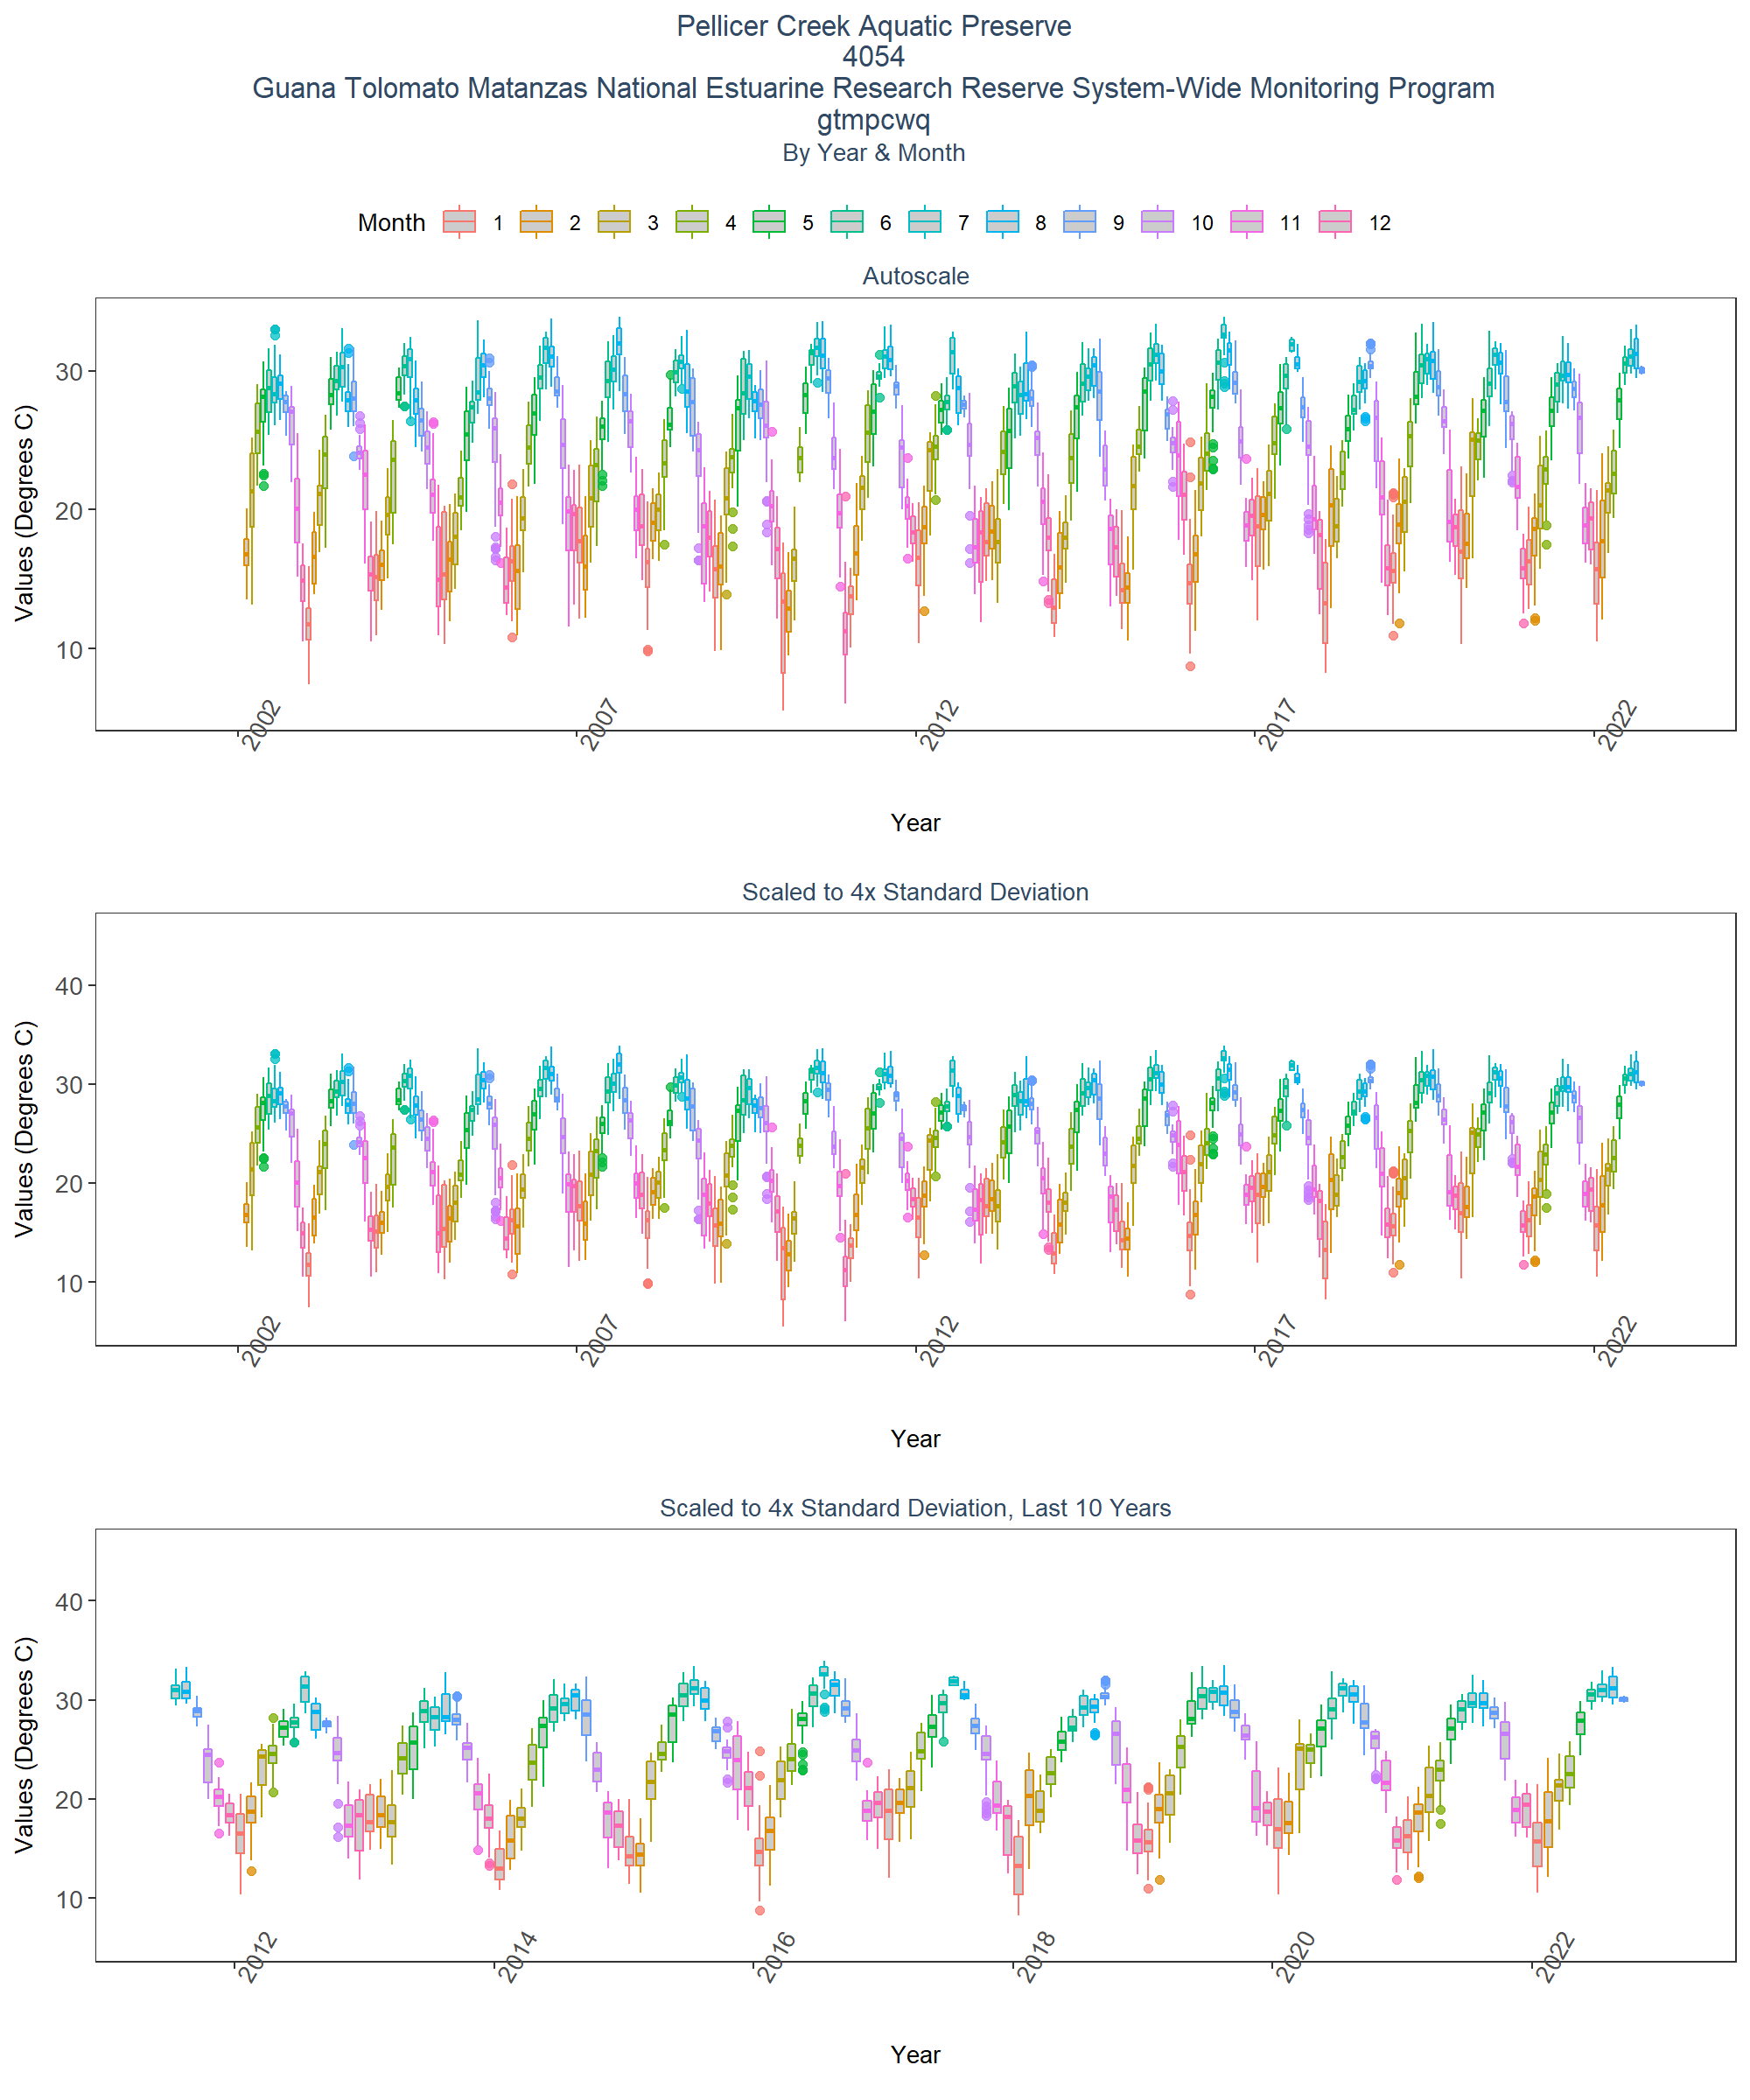 Pellicer Creek Aquatic Preserve
4054
Guana Tolomato Matanzas National Estuarine Research Reserve System-Wide Monitoring Program
gtmpcwq
By Year & Month
Month 1 2 3 4 5 6 7 8 9 10 11 12
Autoscale
Values (Degrees C)
30
20
10
2002 2007 2012 2017 2022
Year
Scaled to 4x Standard Deviation
Values (Degrees C)
40
30
20
10
2002 2007 2012 2017 2022
Year
Scaled to 4x Standard Deviation, Last 10 Years
Values (Degrees C)
40
30
20
10
2012 2014 2016 2018 2020 2022
Year